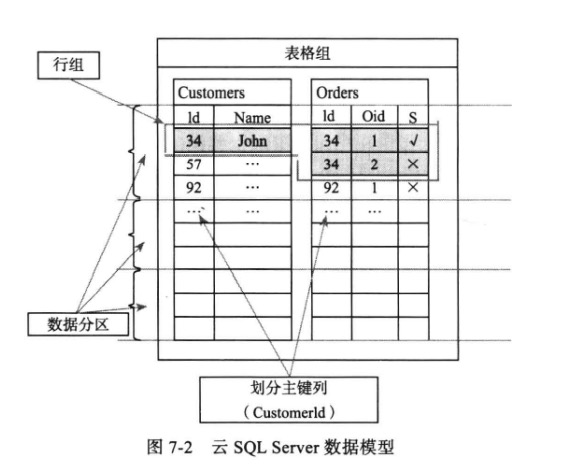 表格组
行组
Customers
Orders
Id Name
Id Oid S
34 John
34 1 √
57 …
34 2 ×
92 …
92 1 ×
… …
… …
数据分区
划分主键列
(CustomerId)
图 7-2 云 SQL Server 数据模型